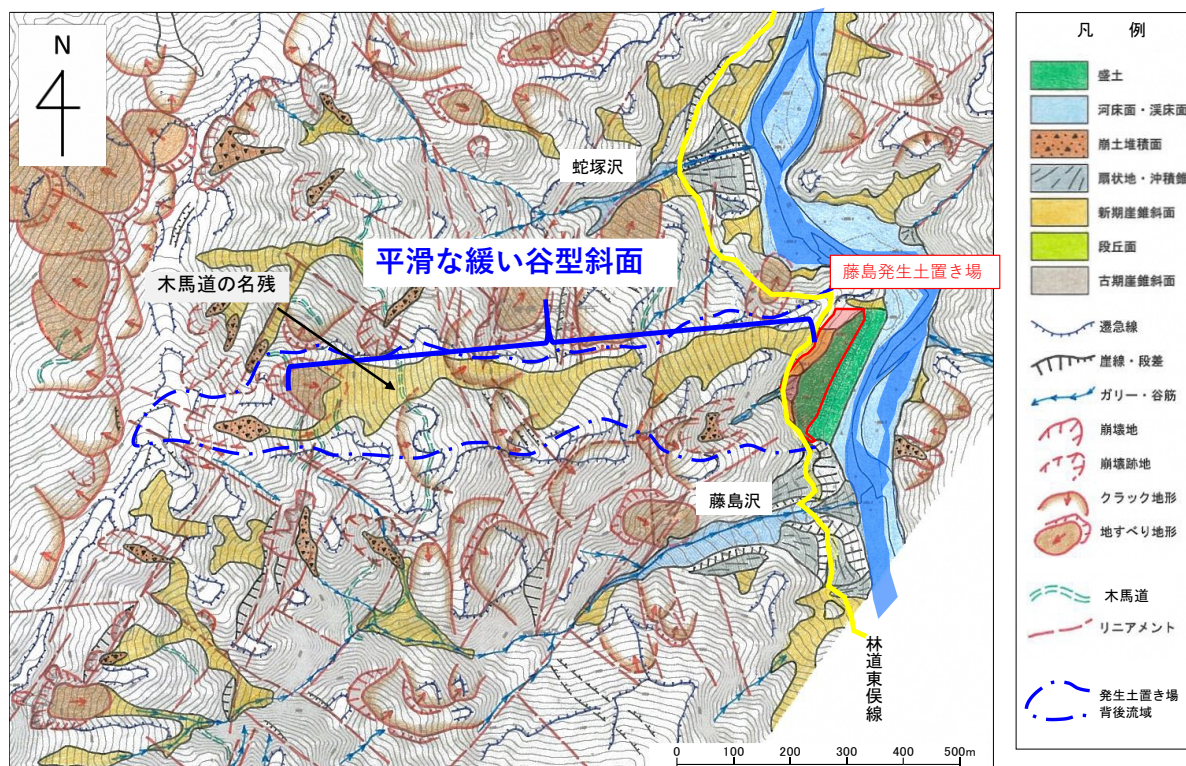 N
蛇塚沢
平滑な緩い谷型斜面
木馬道の名残
藤島発生土置き場
藤島沢
林道東俣線
0 100 200 300 400 500m
凡 例
盛土
河床面・渓床面
崩土堆積面
扇状地・沖積錐
新期崖錐斜面
段丘面
古期崖錐斜面
遷急線
崖線・段差
ガリー・谷筋
崩壊地
崩壊跡地
クラック地形
地すべり地形
木馬道
リニアメント
発生土置き場
背後流域